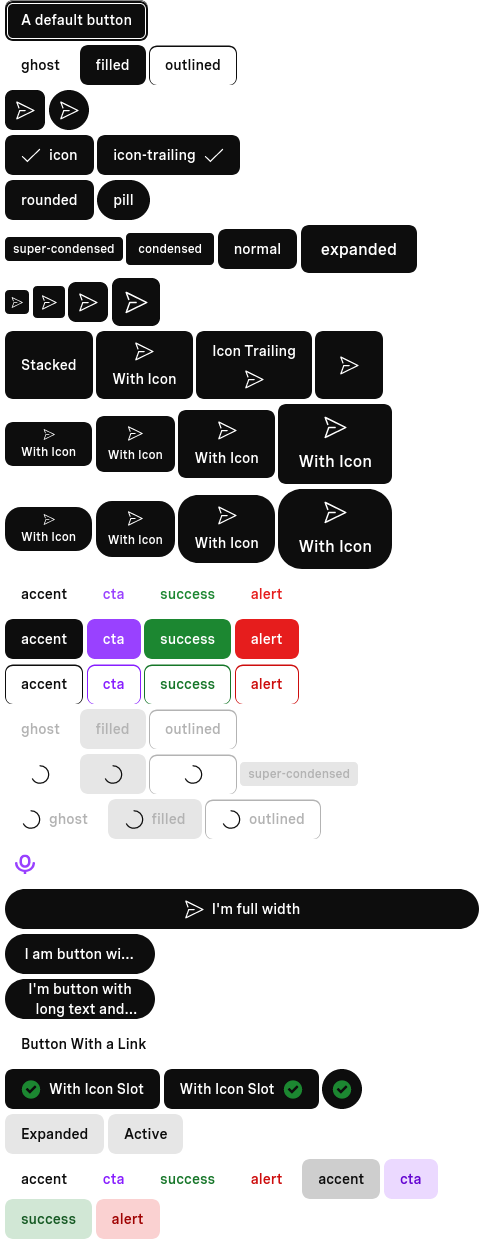 A default button
ghost filled outlined
icon icon-trailing
rounded pill
super-condensed condensed normal expanded
Stacked With Icon Icon Trailing
With Icon With Icon With Icon With Icon
With Icon With Icon With Icon With Icon
accent cta success alert
accent cta success alert
accent cta success alert
ghost filled outlined
super-condensed
ghost filled outlined
I'm full width
I am button wi...
I'm button with
long text and...
Button With a Link
With Icon Slot With Icon Slot
Expanded Active
accent cta success alert accent cta
success alert